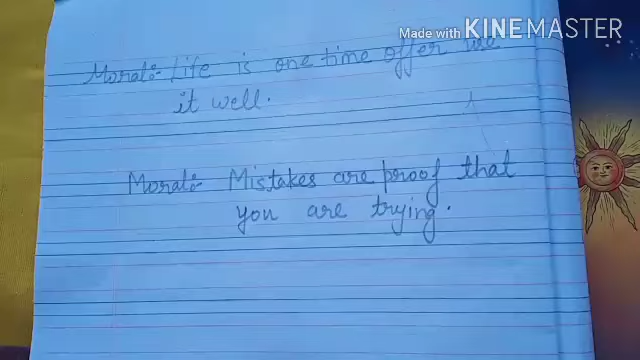 Made with KINEMASTER
Moral:- Life is one time offer use
it well.
Moral:- Mistakes are proof that
you are trying.